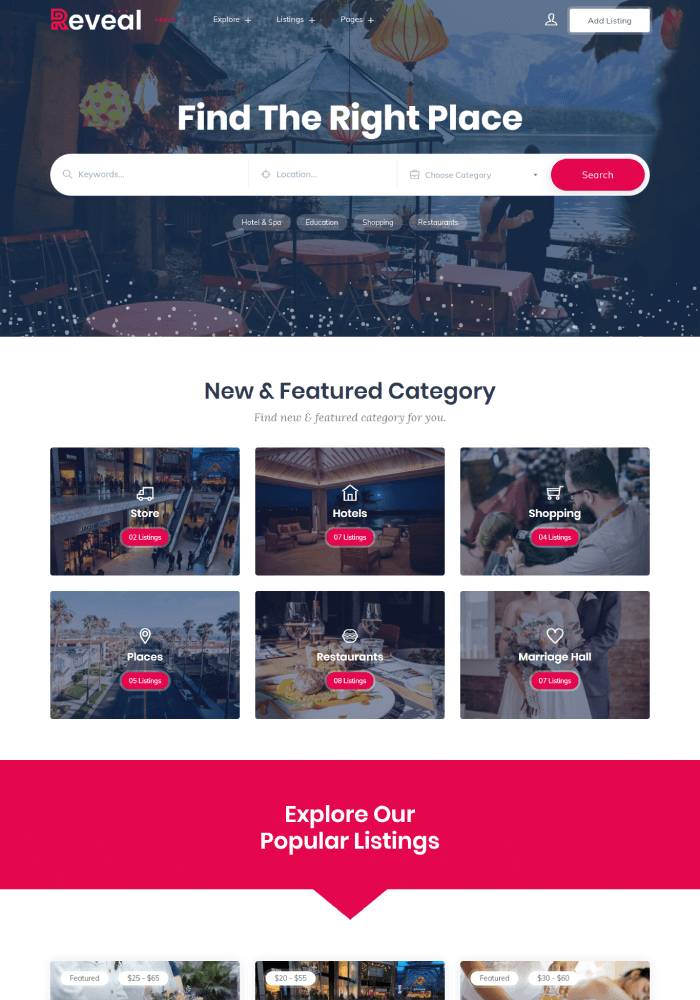 Reveal
Home + Explore + Listings + Pages +
Add Listing
Find The Right Place
Keywords... Location... Choose Category Search
Hotel & Spa Education Shopping Restaurants
New & Featured Category
Find new & featured category for you.
Store
02 Listings
Hotels
07 Listings
Shopping
04 Listings
Places
05 Listings
Restaurants
08 Listings
Marriage Hall
07 Listings
Explore Our
Popular Listings
Featured $25 - $65
$20 - $55
Featured $30 - $60